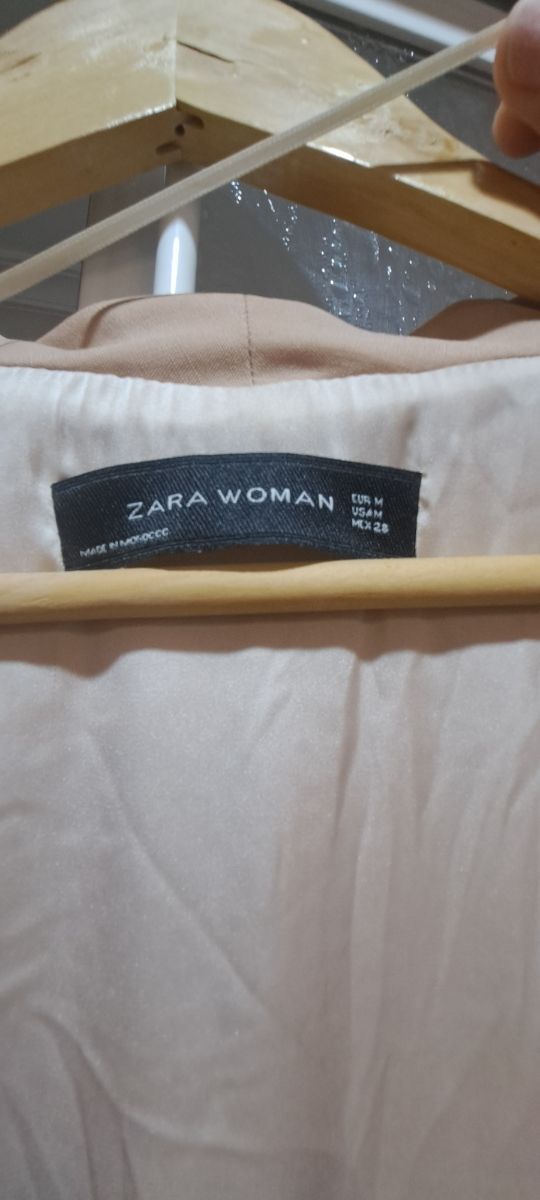 ZARA WOMAN
EUR M
USA M
MEX 28
MADE IN MOROCCO